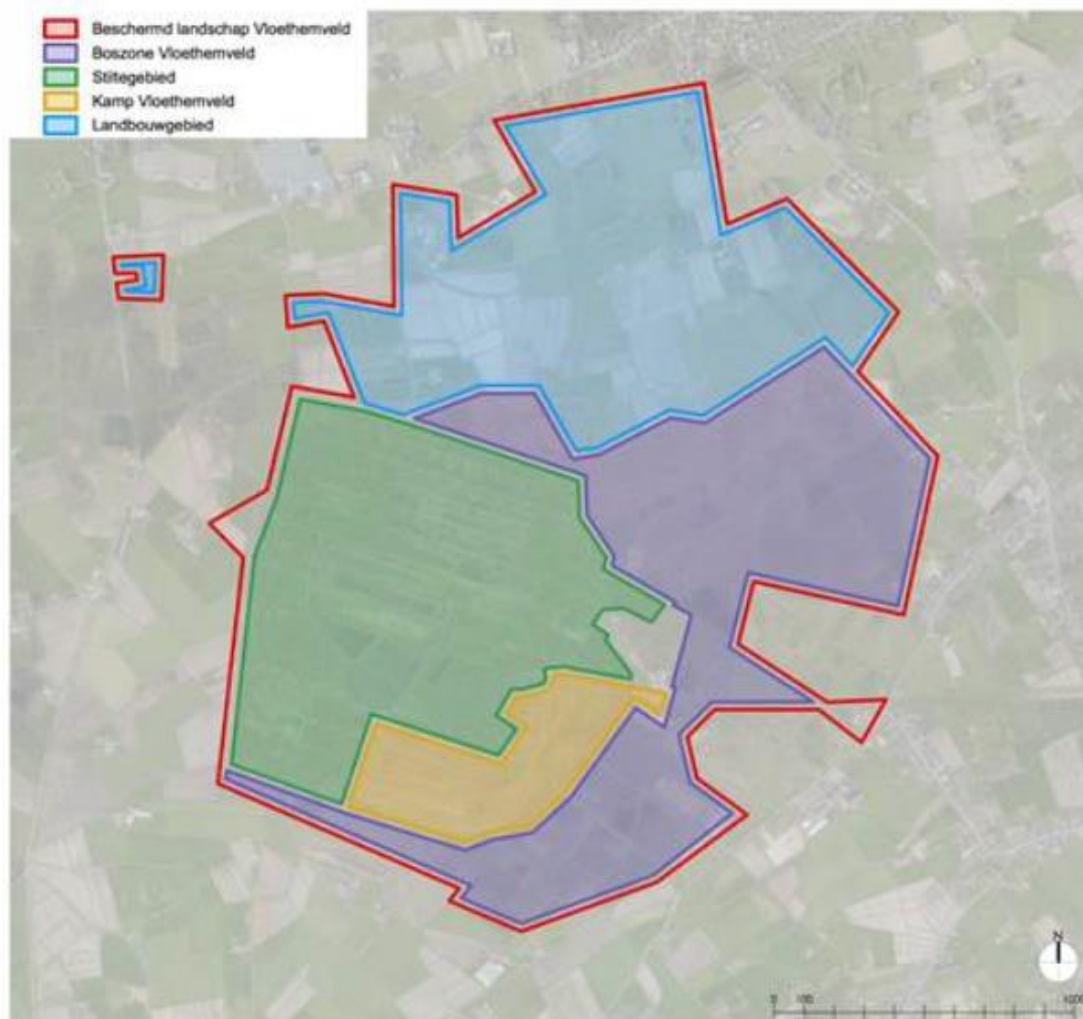 Beschermd landschap Vloethemveld
Boszone Vloethemveld
Stiltegebied
Kamp Vloethemveld
Landbouwgebied
N
0 100